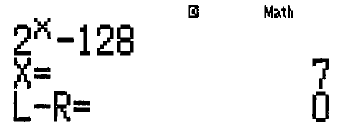 D Math
2^x-128
X= 7
L-R= 0